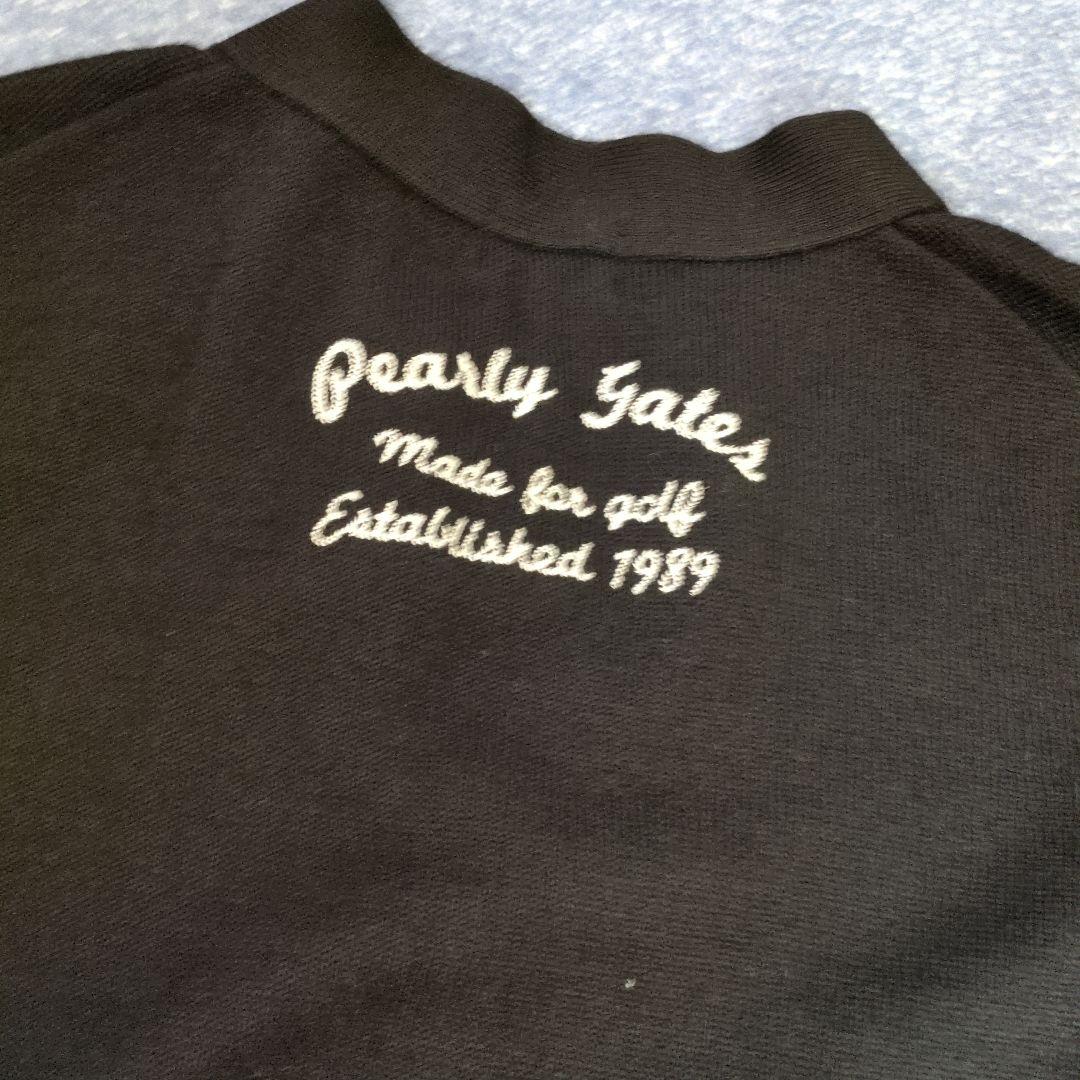 Pearly Gates
Made for golf
Established 1989